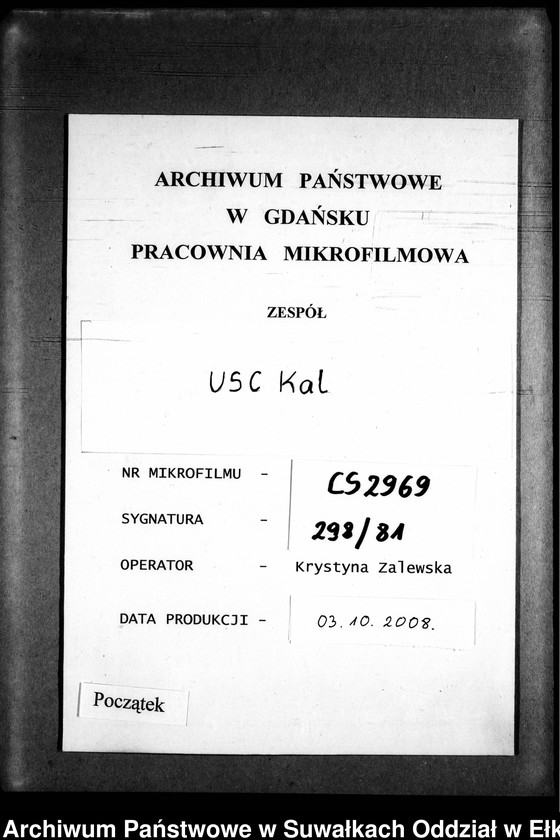 ARCHIWUM PAŃSTWOWE
W GDAŃSKU
PRACOWNIA MIKROFILMOWA
ZESPÓŁ
USC Kal
NR MIKROFILMU - CS2969
SYGNATURA - 298/81
OPERATOR - Krystyna Zalewska
DATA PRODUKCJI - 03.10.2008.
Początek
Archiwum Państwowe w Suwałkach Oddział w Ełk